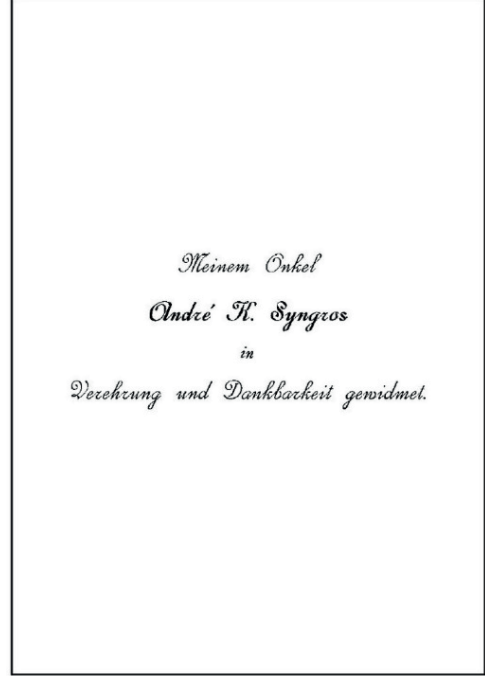 Meinem Onkel
André K. Syngros
in
Verehrung und Dankbarkeit gewidmet.